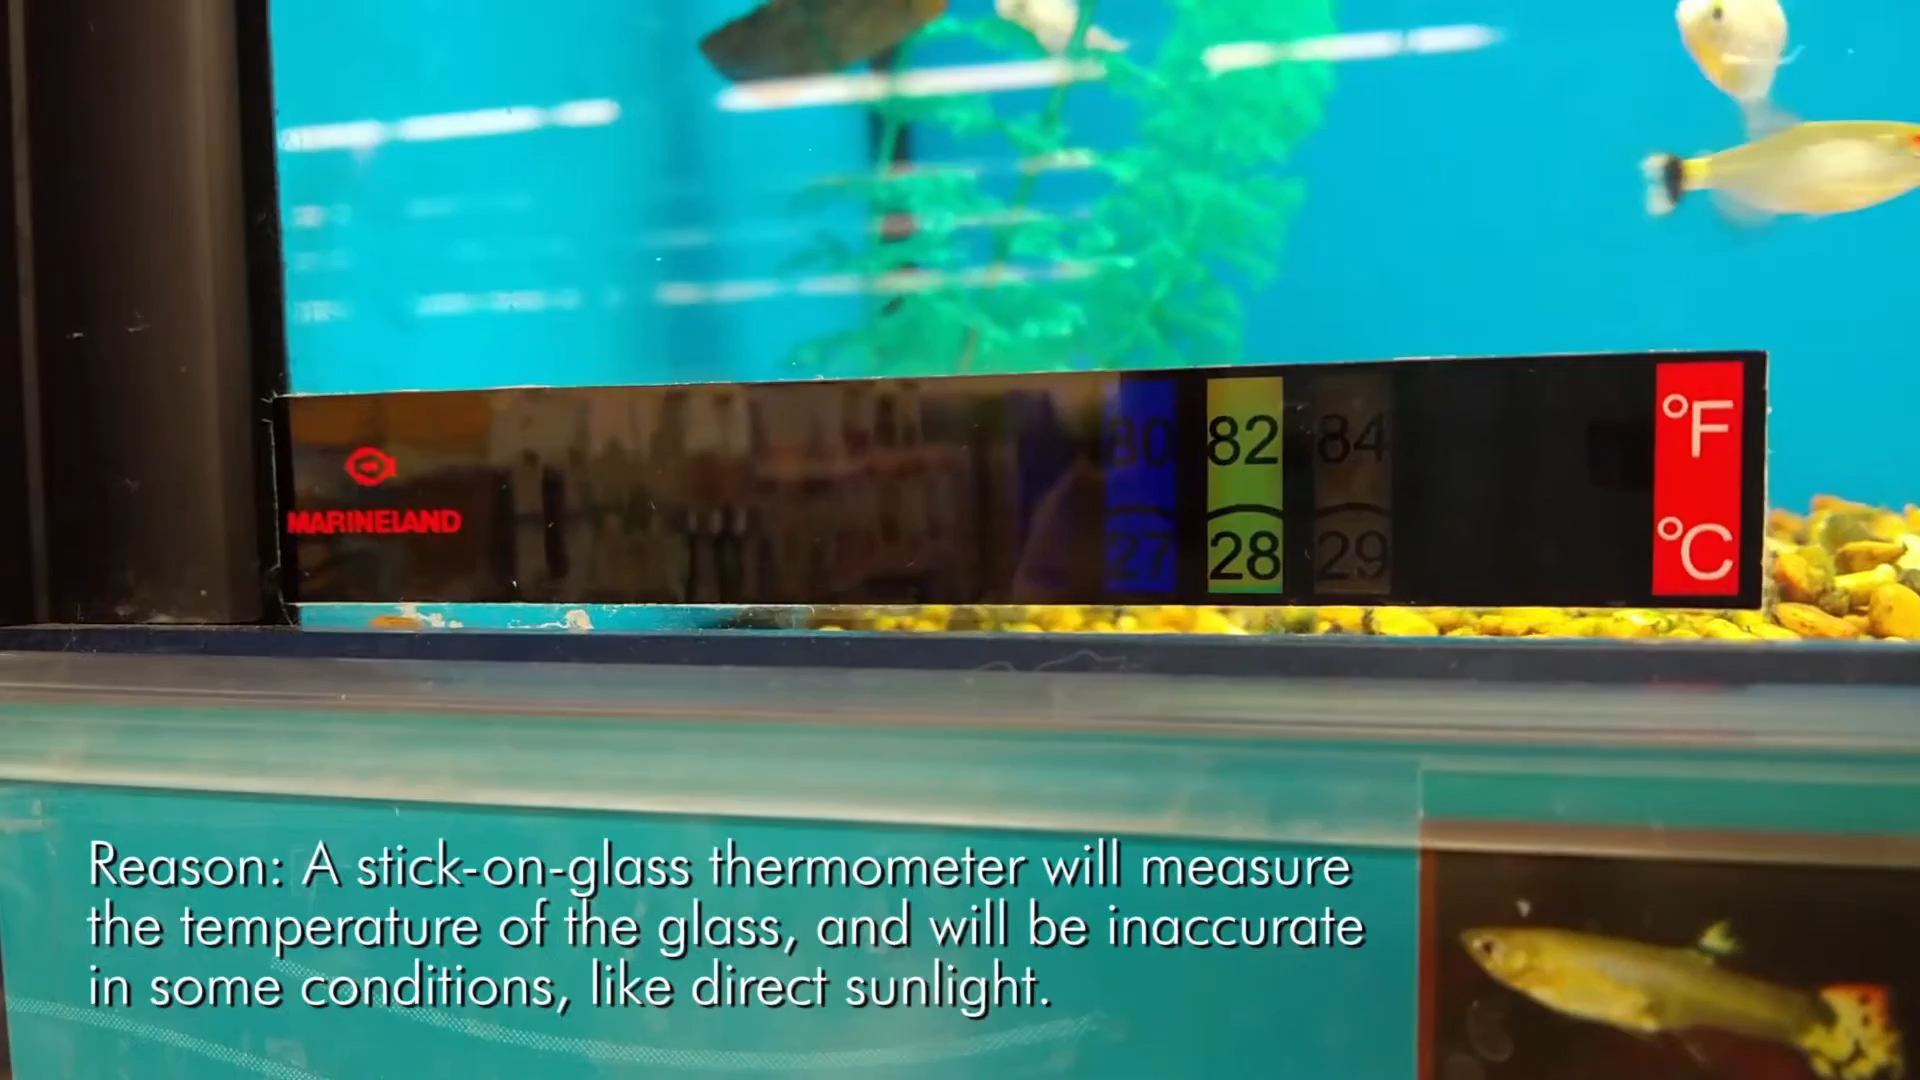 80 82 84 °F
MARINELAND
27 28 29 °C
Reason: A stick-on-glass thermometer will measure
the temperature of the glass, and will be inaccurate
in some conditions, like direct sunlight.